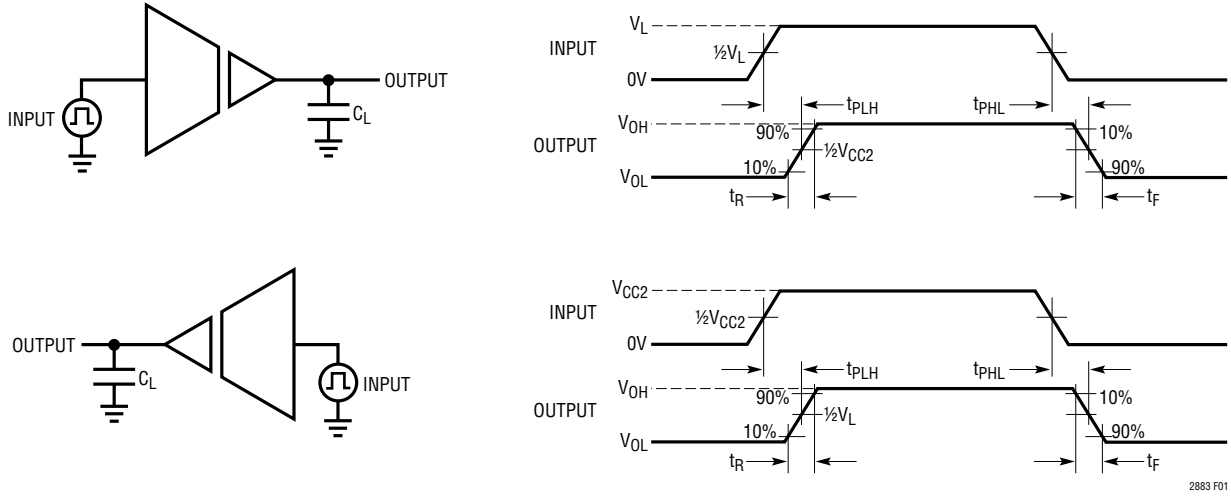 INPUT
OUTPUT
C_L
INPUT
V_L
½V_L
0V
t_PLH
t_PHL
OUTPUT
V_OH
90%
½V_CC2
10%
V_OL
t_R
10%
90%
t_F
OUTPUT
C_L
INPUT
INPUT
V_CC2
½V_CC2
0V
t_PLH
t_PHL
OUTPUT
V_OH
90%
½V_L
10%
V_OL
t_R
10%
90%
t_F
2883 F01